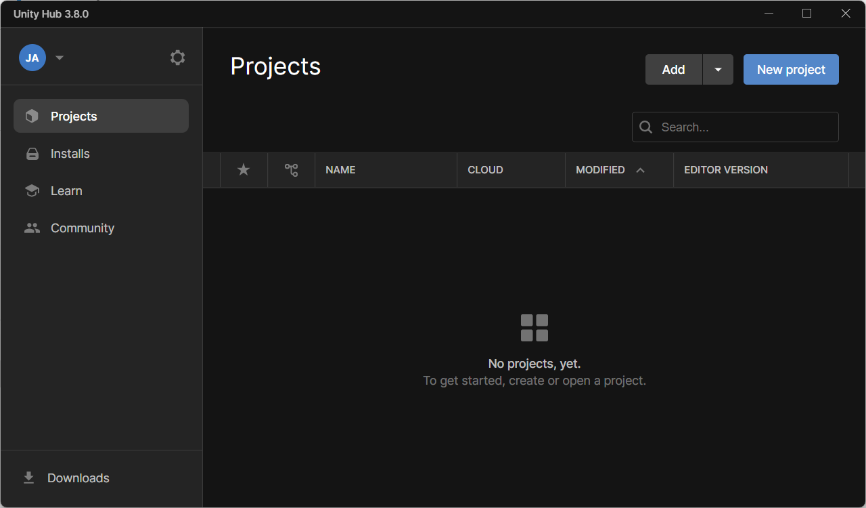 Unity Hub 3.8.0
JA
Projects
Installs
Learn
Community
Downloads
Projects
Add
New project
Search...
NAME CLOUD MODIFIED EDITOR VERSION
No projects, yet.
To get started, create or open a project.